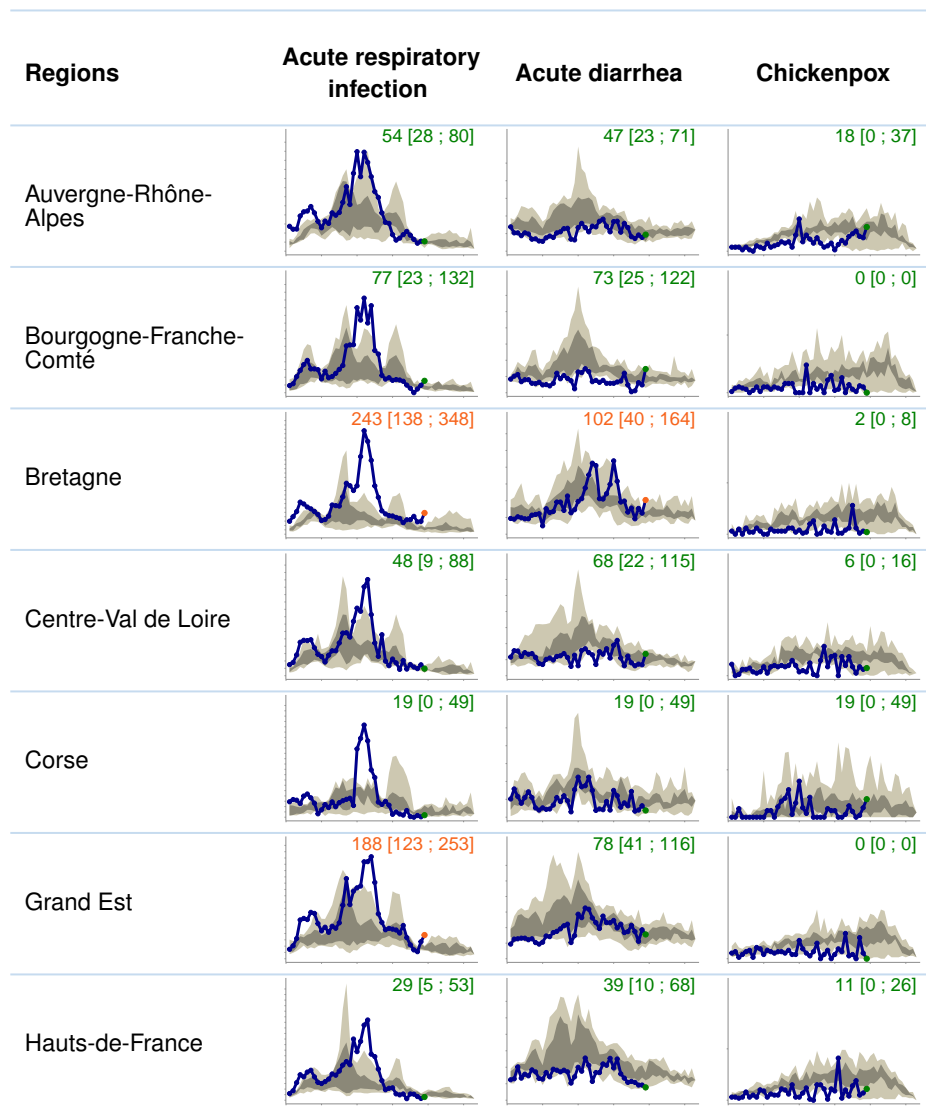 Regions
Acute respiratory
infection
Acute diarrhea
Chickenpox
Auvergne-Rhône-
Alpes
54 [28 ; 80]
47 [23 ; 71]
18 [0 ; 37]
Bourgogne-Franche-
Comté
77 [23 ; 132]
73 [25 ; 122]
0 [0 ; 0]
Bretagne
243 [138 ; 348]
102 [40 ; 164]
2 [0 ; 8]
Centre-Val de Loire
48 [9 ; 88]
68 [22 ; 115]
6 [0 ; 16]
Corse
19 [0 ; 49]
19 [0 ; 49]
19 [0 ; 49]
Grand Est
188 [123 ; 253]
78 [41 ; 116]
0 [0 ; 0]
Hauts-de-France
29 [5 ; 53]
39 [10 ; 68]
11 [0 ; 26]